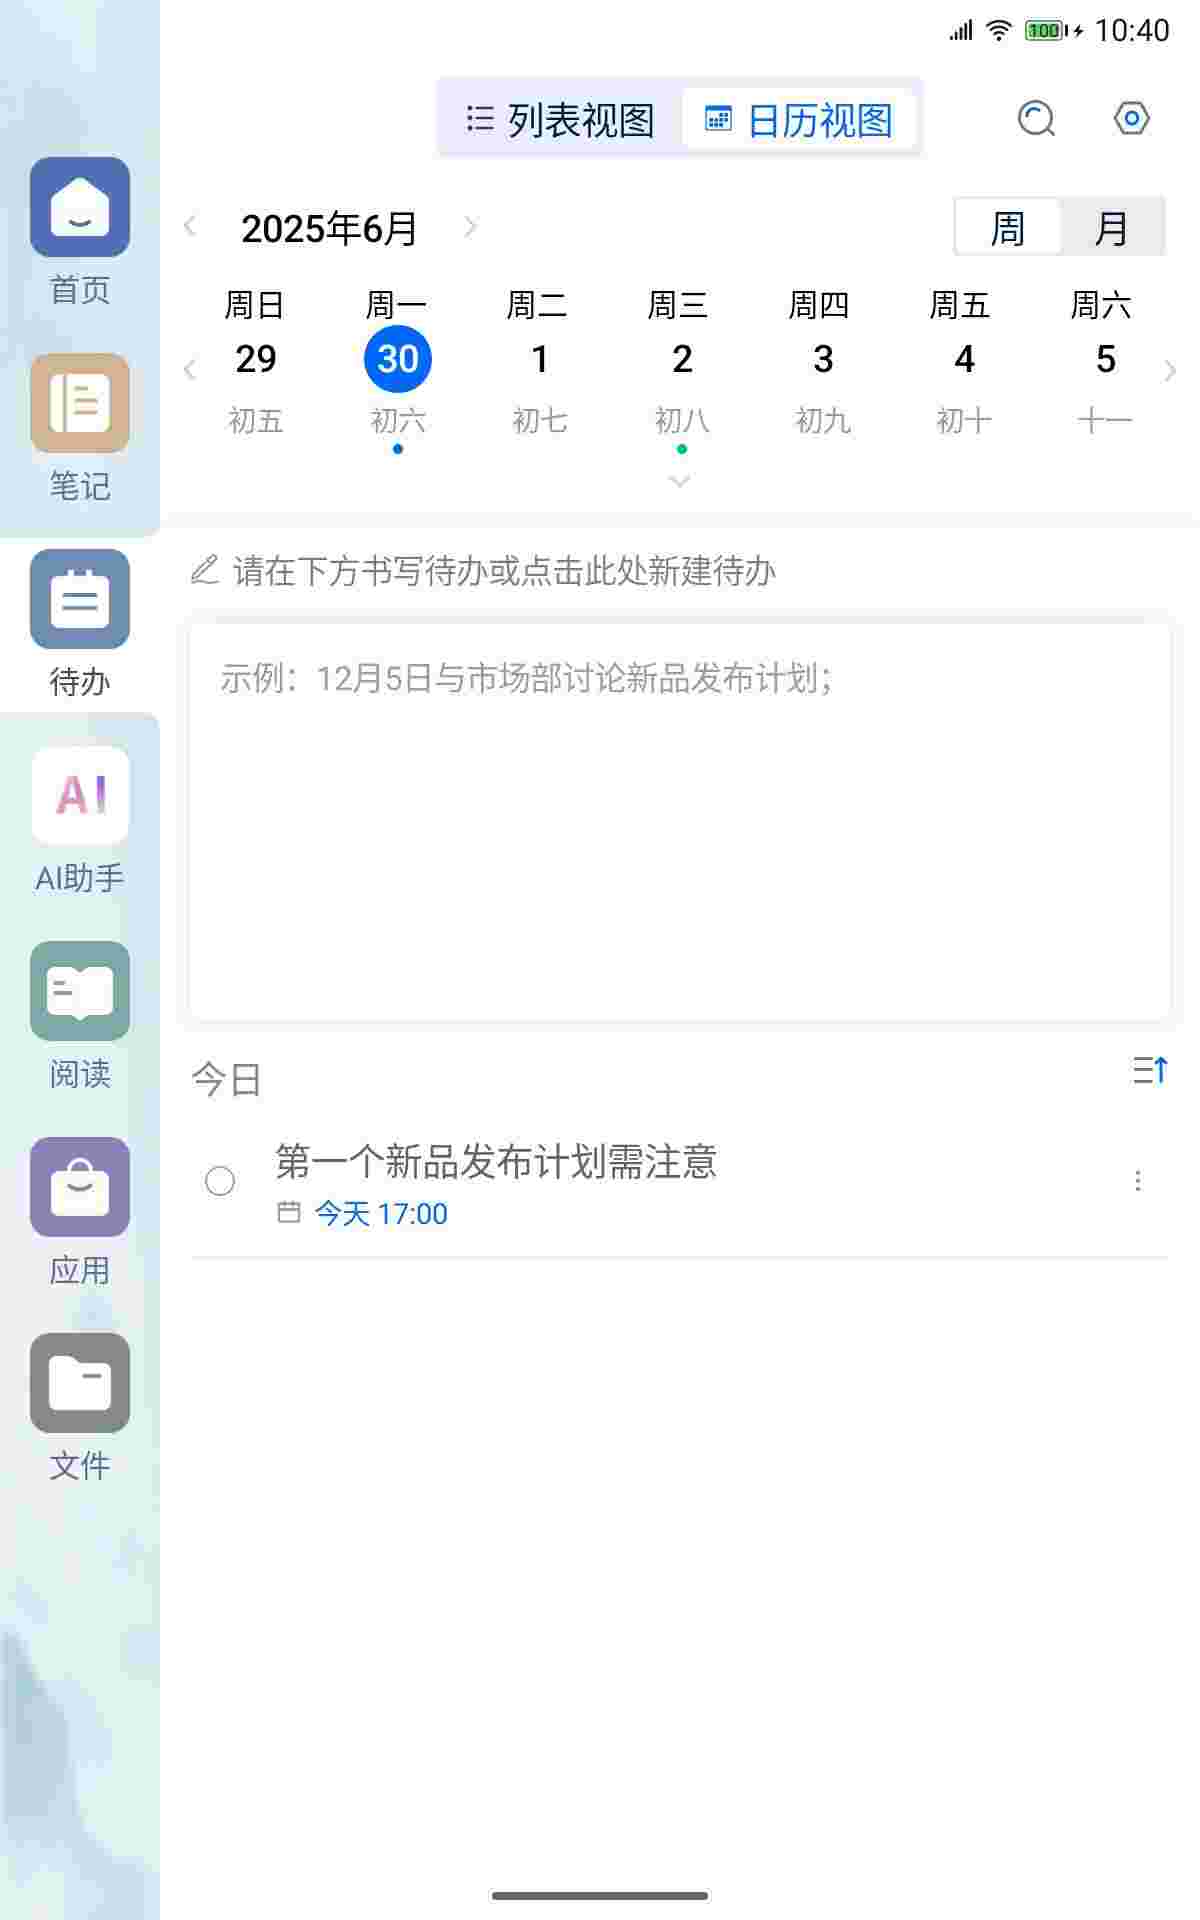 100 10:40
列表视图 日历视图
2025年6月 周 月
周日 周一 周二 周三 周四 周五 周六
29 30 1 2 3 4 5
初五 初六 初七 初八 初九 初十 十一
请在下方书写待办或点击此处新建待办
示例：12月5日与市场部讨论新品发布计划；
今日
第一个新品发布计划需注意
今天 17:00
首页
笔记
待办
AI
AI助手
阅读
应用
文件